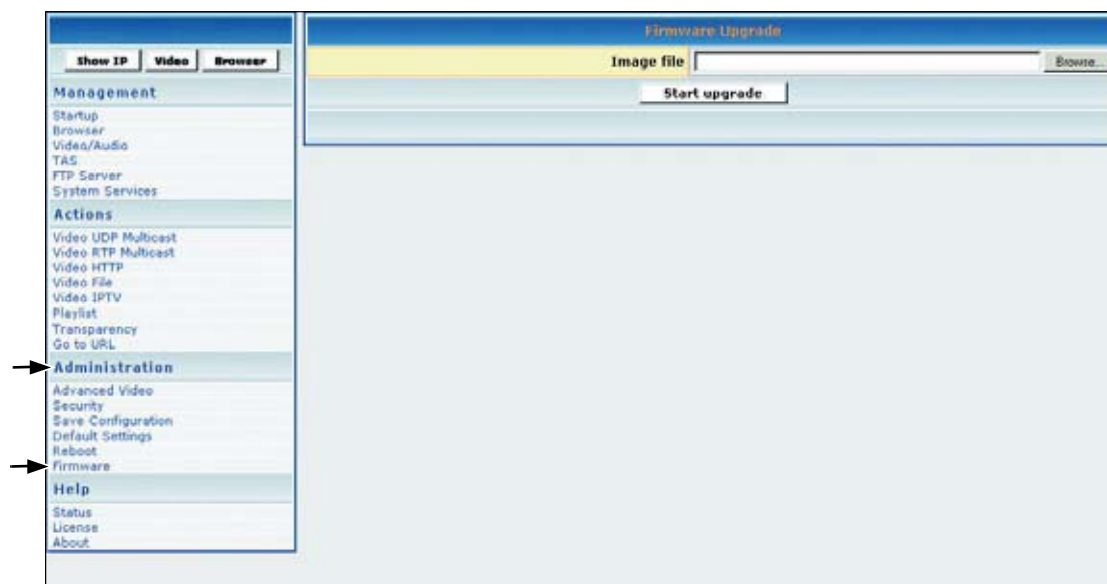 Show IP Video Browser
Management
Startup
Browser
Video/Audio
TAS
FTP Server
System Services
Actions
Video UDP Multicast
Video RTP Multicast
Video HTTP
Video File
Video IPTV
Playlist
Transparency
Go to URL
Administration
Advanced Video
Security
Save Configuration
Default Settings
Reboot
Firmware
Help
Status
License
About
Firmware Upgrade
Image file Browse...
Start upgrade